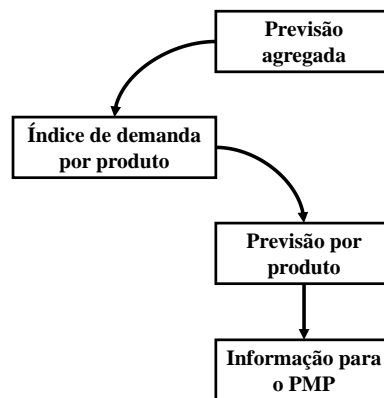 Previsão
agregada
Índice de demanda
por produto
Previsão por
produto
Informação para
o PMP